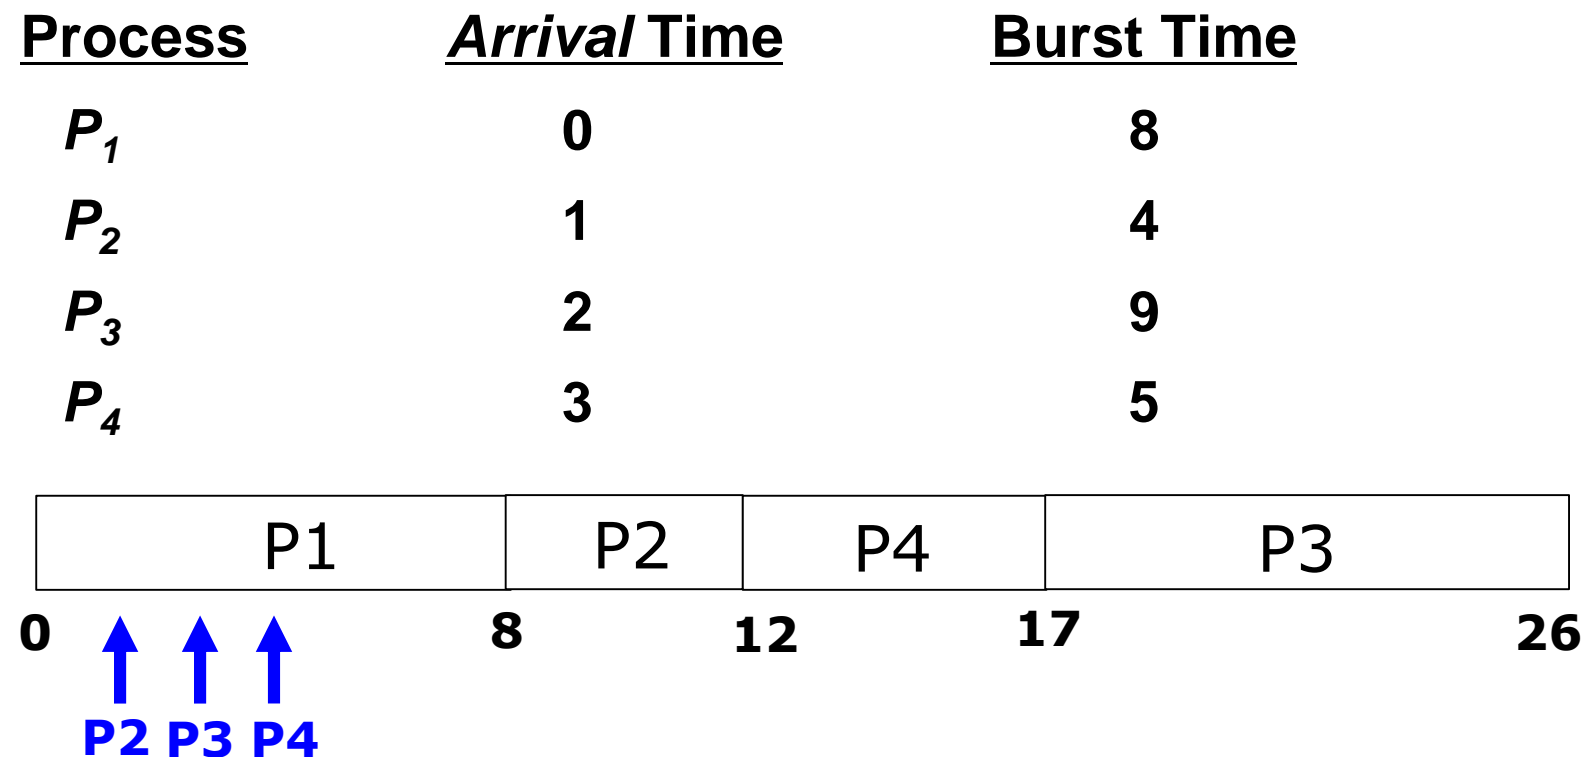 Process Arrival Time Burst Time
P1 0 8
P2 1 4
P3 2 9
P4 3 5
P1 P2 P4 P3
0 8 12 17 26
P2 P3 P4